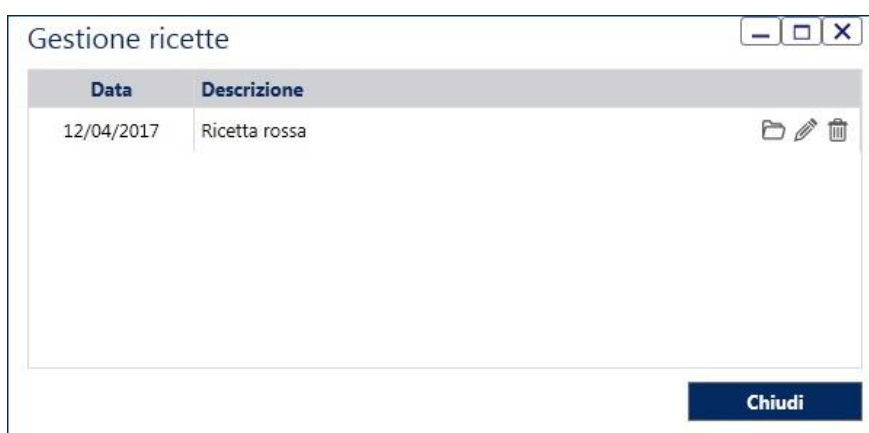 Gestione ricette
Data Descrizione
12/04/2017 Ricetta rossa
Chiudi